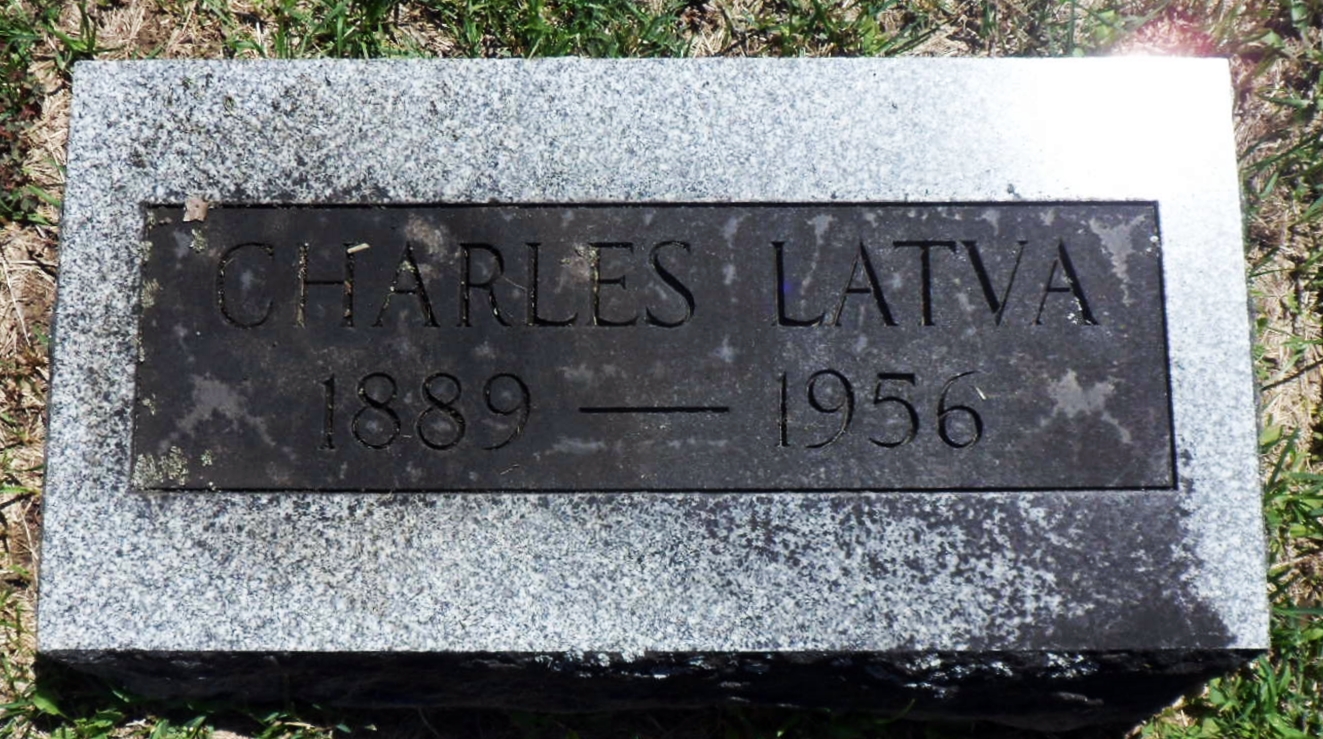 CHARLES LATVA
1889 — 1956